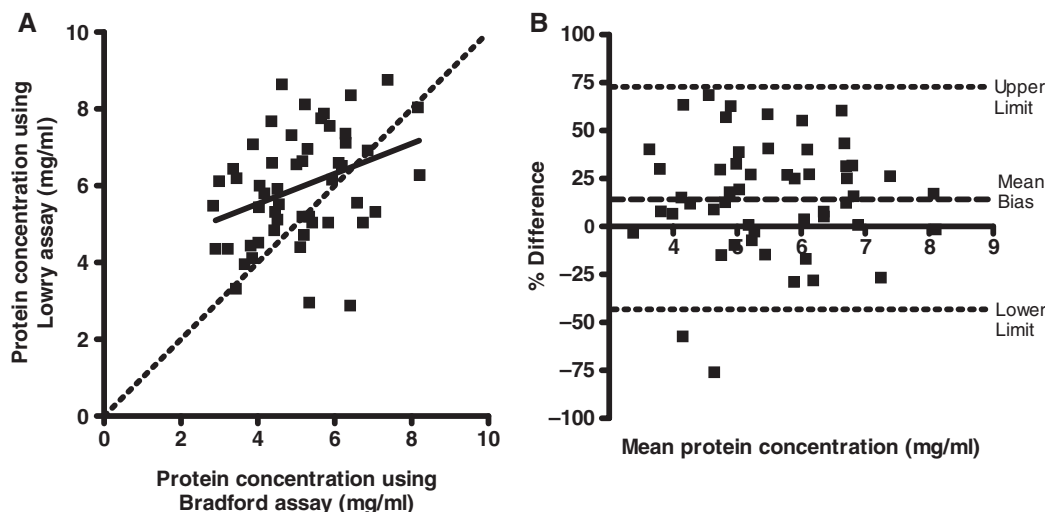 A
Protein concentration using
Lowry assay (mg/ml)
10
8
6
4
2
0
0 2 4 6 8 10
Protein concentration using
Bradford assay (mg/ml)
B
% Difference
100
75
50
25
0
–25
–50
–75
–100
4 5 6 7 8 9
Upper
Limit
Mean
Bias
Lower
Limit
Mean protein concentration (mg/ml)